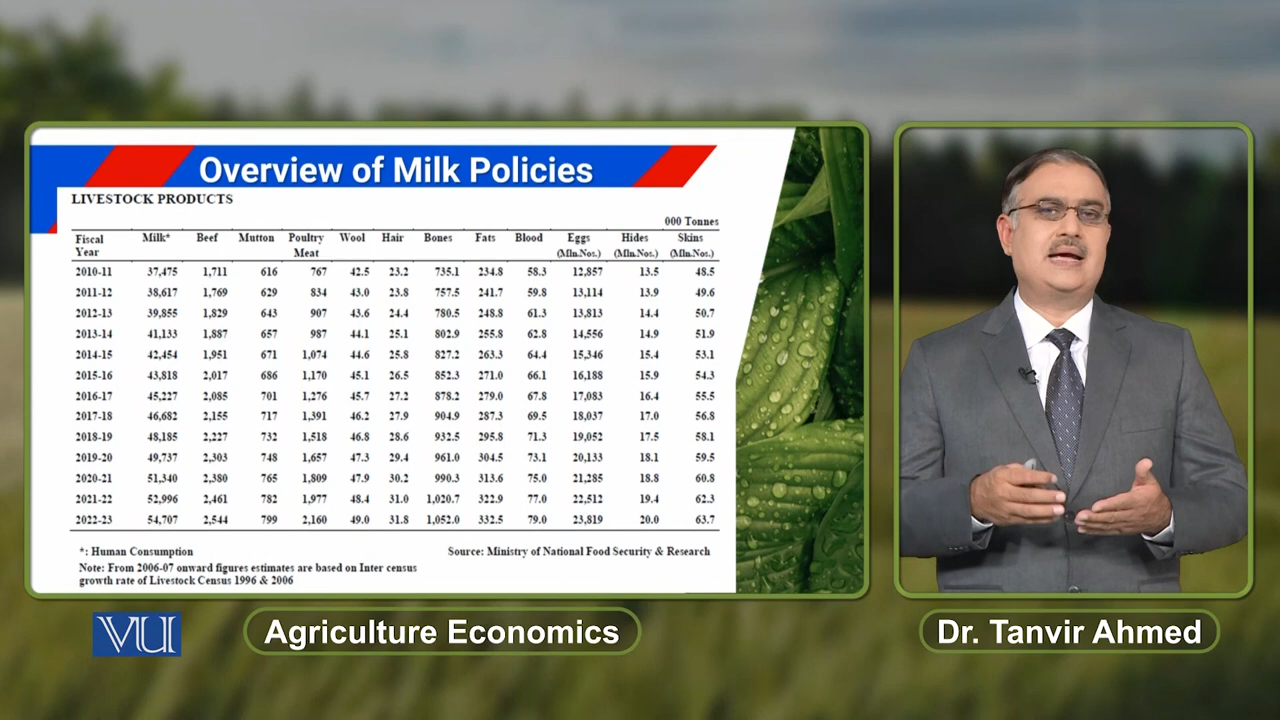 Overview of Milk Policies
LIVESTOCK PRODUCTS
000 Tonnes
Fiscal Year Milk* Beef Mutton Poultry Meat Wool Hair Bones Fats Blood Eggs (Mln.Nos.) Hides (Mln.Nos.) Skins (Mln.Nos.)
2010-11 37,475 1,711 616 767 42.5 23.2 735.1 234.8 58.3 12,857 13.5 48.5
2011-12 38,617 1,769 629 834 43.0 23.8 757.5 241.7 59.8 13,114 13.9 49.6
2012-13 39,855 1,829 643 907 43.6 24.4 780.5 248.8 61.3 13,813 14.4 50.7
2013-14 41,133 1,887 657 987 44.1 25.1 802.9 255.8 62.8 14,556 14.9 51.9
2014-15 42,454 1,951 671 1,074 44.6 25.8 827.2 263.3 64.4 15,346 15.4 53.1
2015-16 43,818 2,017 686 1,170 45.1 26.5 852.3 271.0 66.1 16,188 15.9 54.3
2016-17 45,227 2,085 701 1,276 45.7 27.2 878.2 279.0 67.8 17,083 16.4 55.5
2017-18 46,682 2,155 717 1,391 46.2 27.9 904.9 287.3 69.5 18,037 17.0 56.8
2018-19 48,185 2,227 732 1,518 46.8 28.6 932.5 295.8 71.3 19,052 17.5 58.1
2019-20 49,737 2,303 748 1,657 47.3 29.4 961.0 304.5 73.1 20,133 18.1 59.5
2020-21 51,340 2,380 765 1,809 47.9 30.2 990.3 313.6 75.0 21,285 18.8 60.8
2021-22 52,996 2,461 782 1,977 48.4 31.0 1,020.7 322.9 77.0 22,512 19.4 62.3
2022-23 54,707 2,544 799 2,160 49.0 31.8 1,052.0 332.5 79.0 23,819 20.0 63.7
*: Human Consumption Source: Ministry of National Food Security & Research
Note: From 2006-07 onward figures estimates are based on Inter census
growth rate of Livestock Census 1996 & 2006
VU
Agriculture Economics
Dr. Tanvir Ahmed